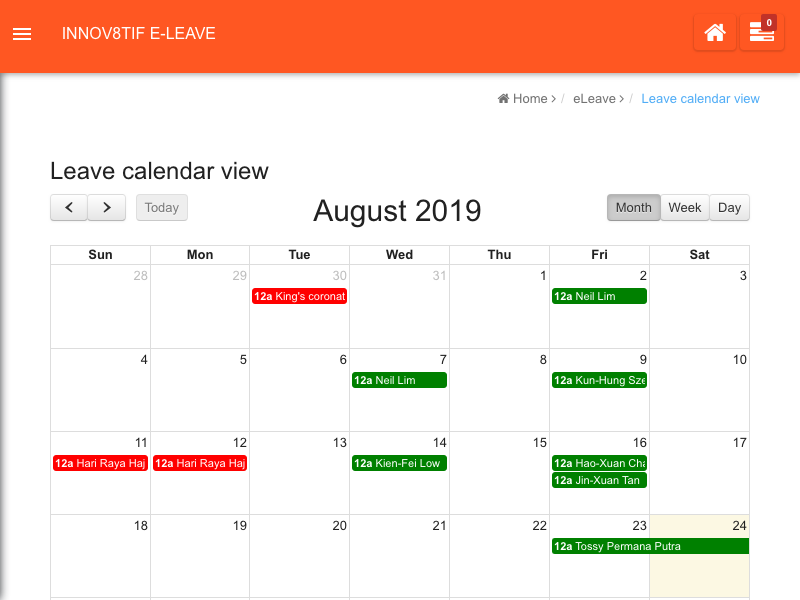 INNOV8TIF E-LEAVE
0
Home > / eLeave > / Leave calendar view
Leave calendar view
Today
August 2019
Month Week Day
Sun Mon Tue Wed Thu Fri Sat
28 29 30 31 1 2 3
12a King's coronat 12a Neil Lim
4 5 6 7 8 9 10
12a Neil Lim 12a Kun-Hung Sze
11 12 13 14 15 16 17
12a Hari Raya Haj 12a Hari Raya Haj 12a Kien-Fei Low 12a Hao-Xuan Cha
12a Jin-Xuan Tan
18 19 20 21 22 23 24
12a Tossy Permana Putra